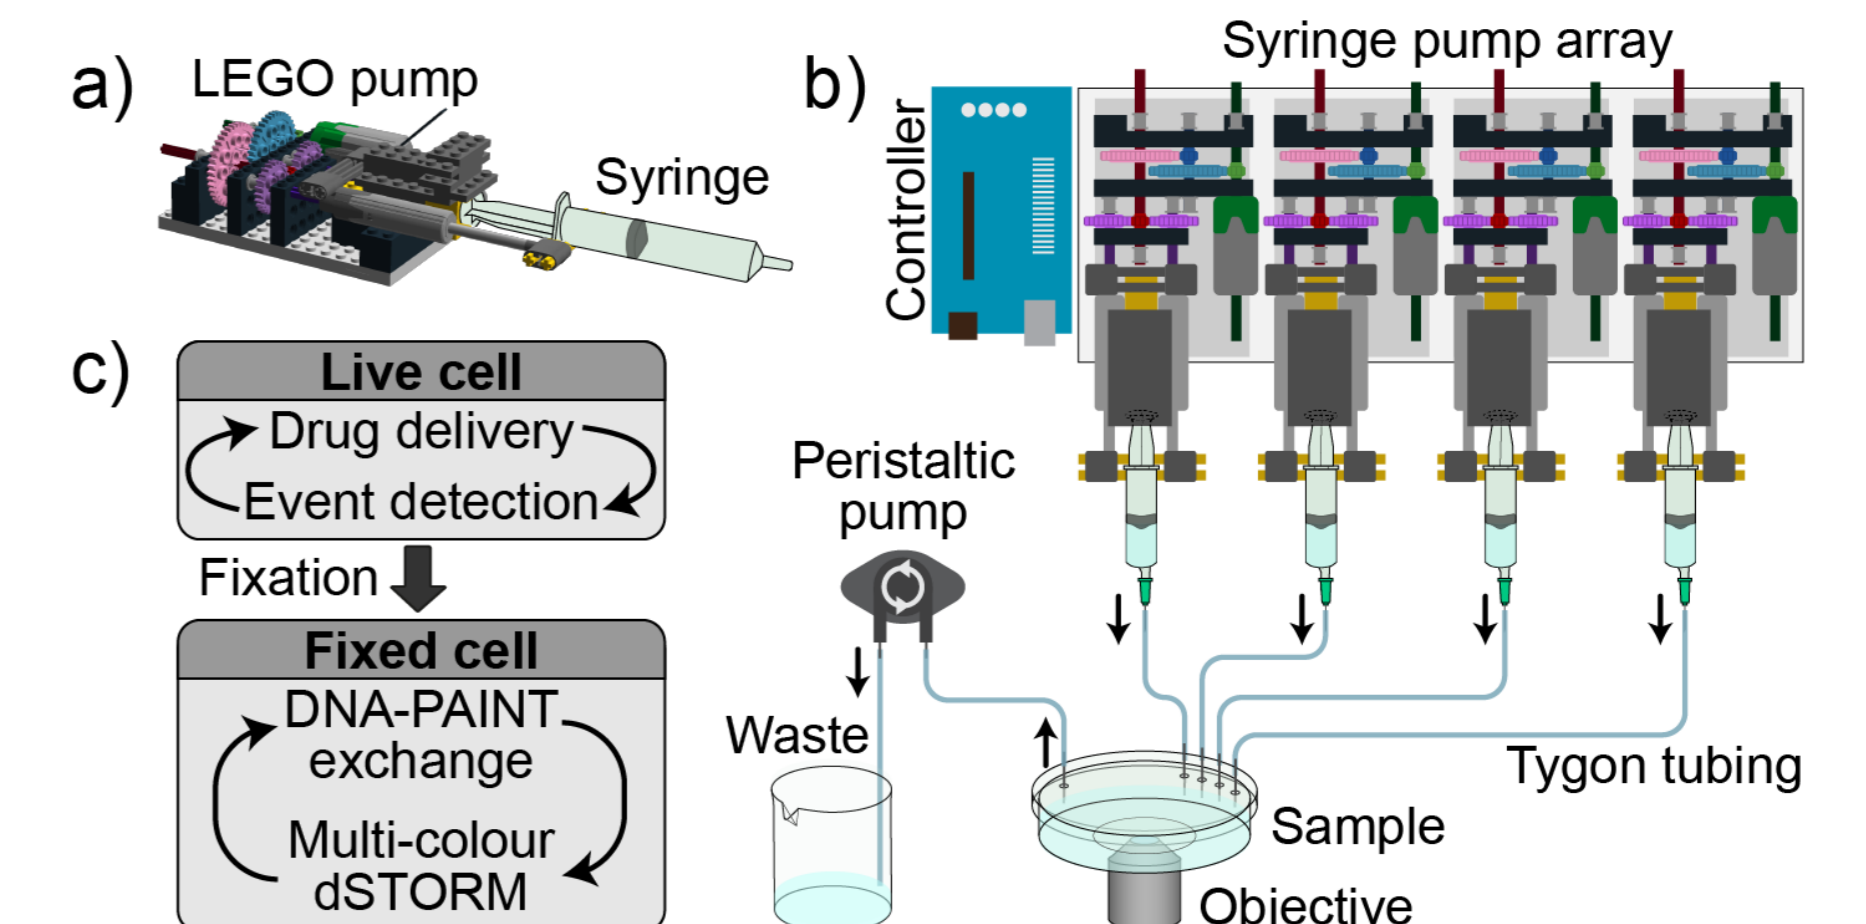 a)
LEGO pump
Syringe
b)
Syringe pump array
Controller
c)
Live cell
Drug delivery
Event detection
Fixation
Fixed cell
DNA-PAINT
exchange
Multi-colour
dSTORM
Peristaltic
pump
Waste
Tygon tubing
Sample
Objective